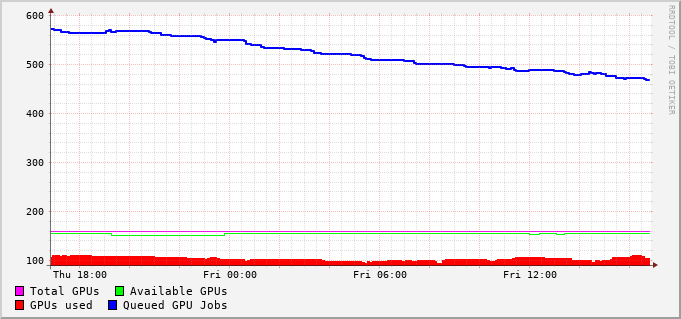 600
500
400
300
200
100
Thu 18:00 Fri 00:00 Fri 06:00 Fri 12:00
Total GPUs Available GPUs
GPUs used Queued GPU Jobs
RRDTOOL / TOBI OETIKER